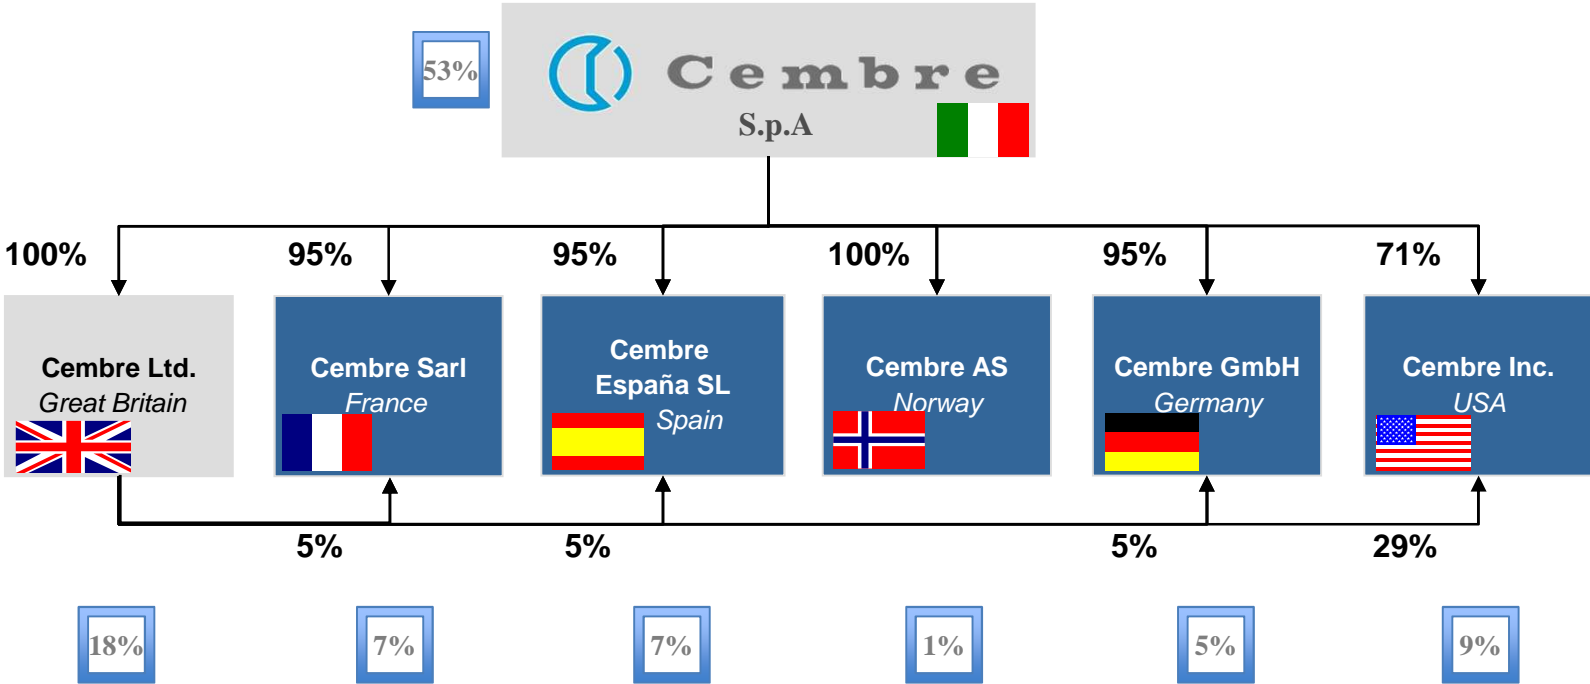 53%
Cembre
S.p.A
100%
95%
95%
100%
95%
71%
Cembre Ltd.
Great Britain
Cembre Sarl
France
Cembre
España SL
Spain
Cembre AS
Norway
Cembre GmbH
Germany
Cembre Inc.
USA
5%
5%
5%
29%
18%
7%
7%
1%
5%
9%